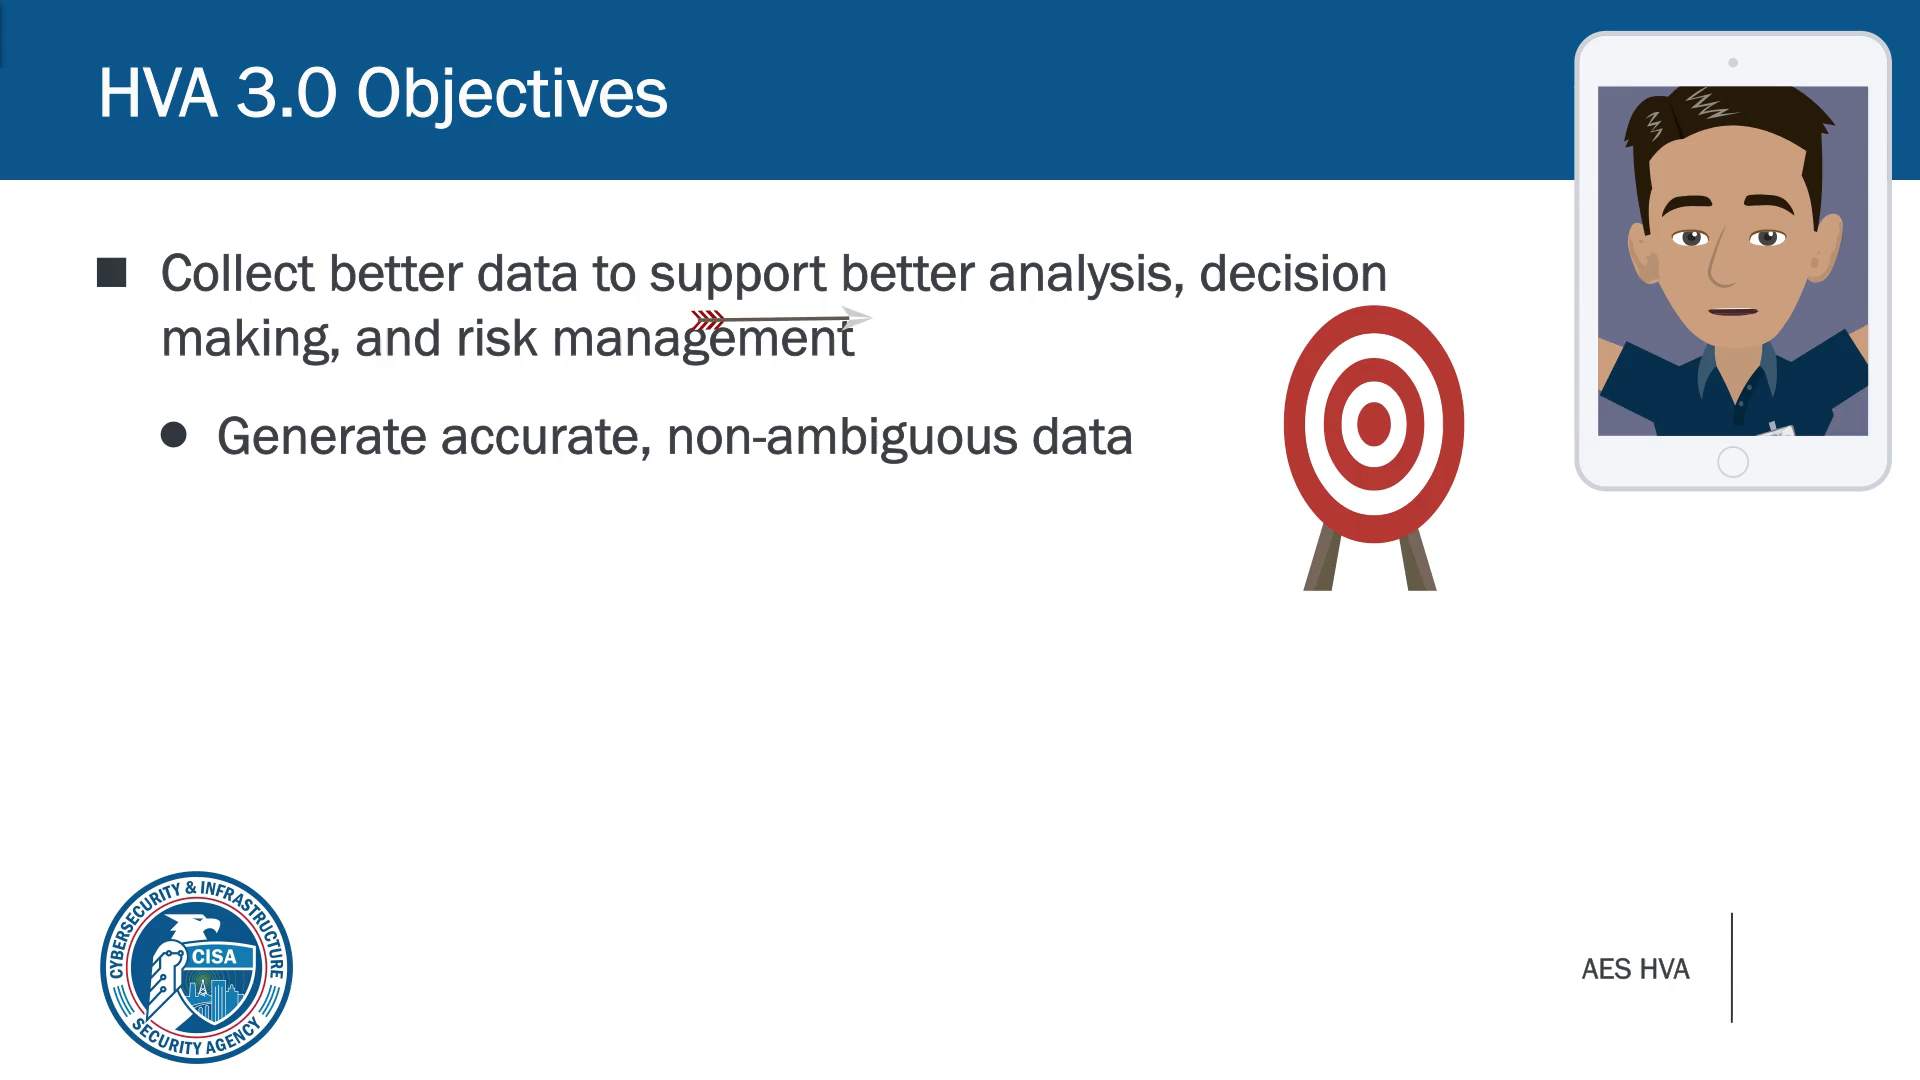 HVA 3.0 Objectives
Collect better data to support better analysis, decision
making, and risk management
Generate accurate, non-ambiguous data
CYBERSECURITY & INFRASTRUCTURE
CISA
SECURITY AGENCY
AES HVA